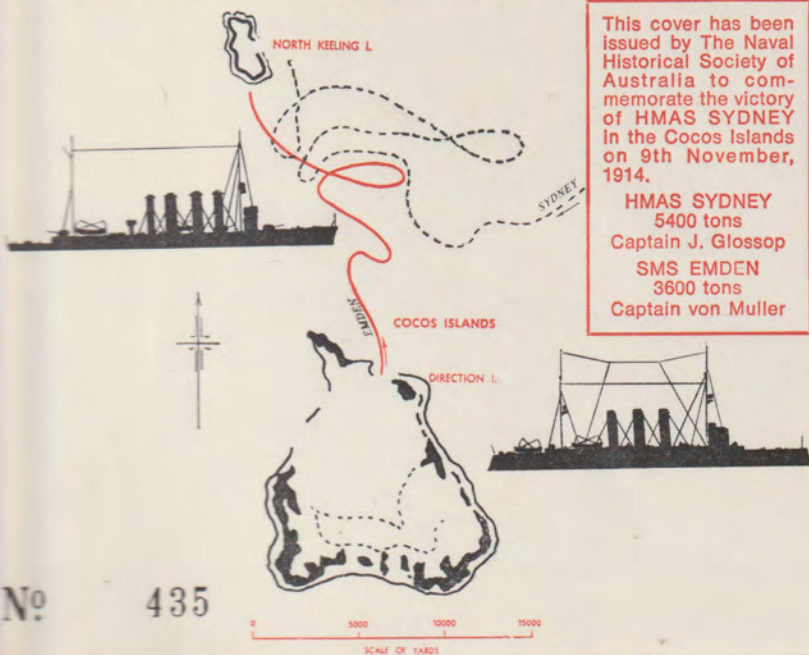 This cover has been
issued by The Naval
Historical Society of
Australia to com-
memorate the victory
of HMAS SYDNEY
in the Cocos Islands
on 9th November,
1914.
HMAS SYDNEY
5400 tons
Captain J. Glossop
SMS EMDEN
3600 tons
Captain von Muller
NORTH KEELING I.
SYDNEY
EMDEN
COCOS ISLANDS
DIRECTION I.
Nº 435
0 5000 10000 15000
SCALE OF YARDS